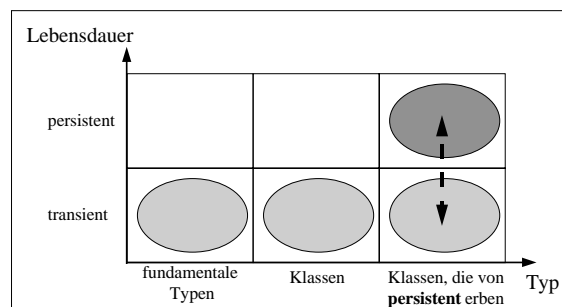 Lebensdauer
persistent
transient
fundamentale
Typen
Klassen
Klassen, die von
persistent erben
Typ